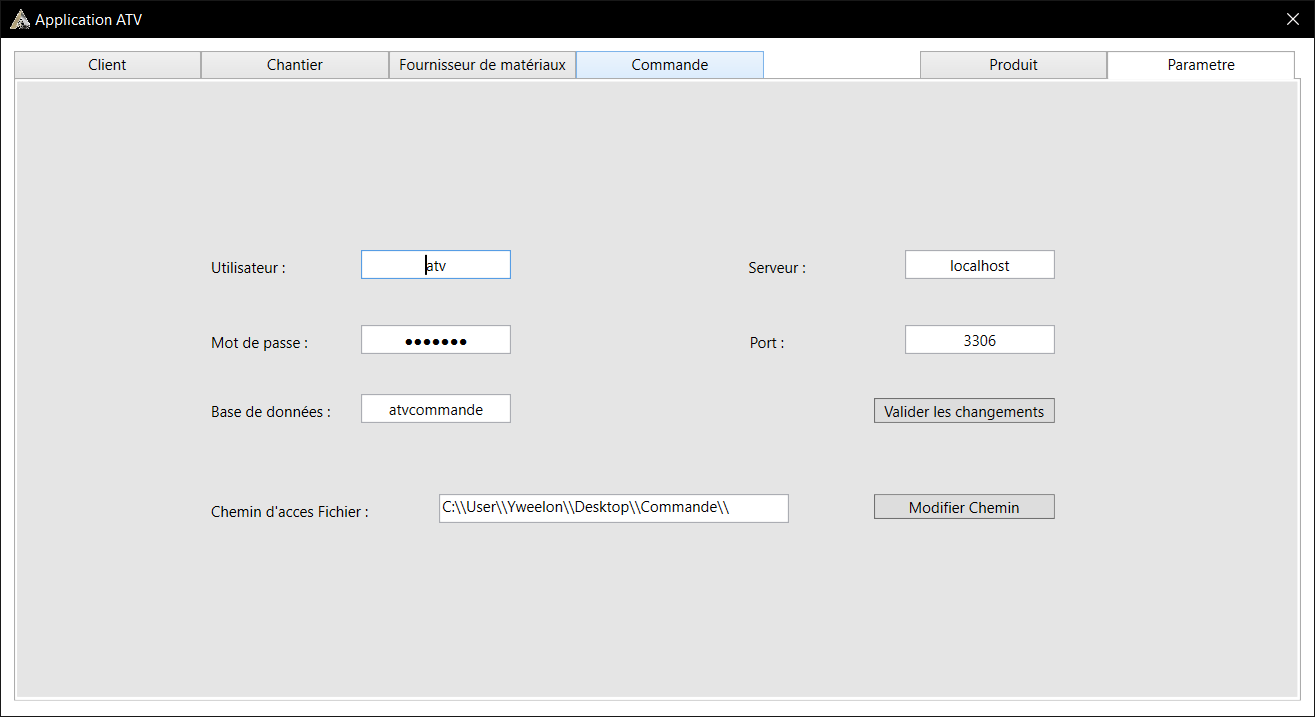 Application ATV
Client Chantier Fournisseur de matériaux Commande Produit Parametre
Utilisateur : atv Serveur : localhost
Mot de passe : ●●●●●●● Port : 3306
Base de données : atvcommande Valider les changements
Chemin d'acces Fichier : C:\\User\\Yweelon\\Desktop\\Commande\\ Modifier Chemin